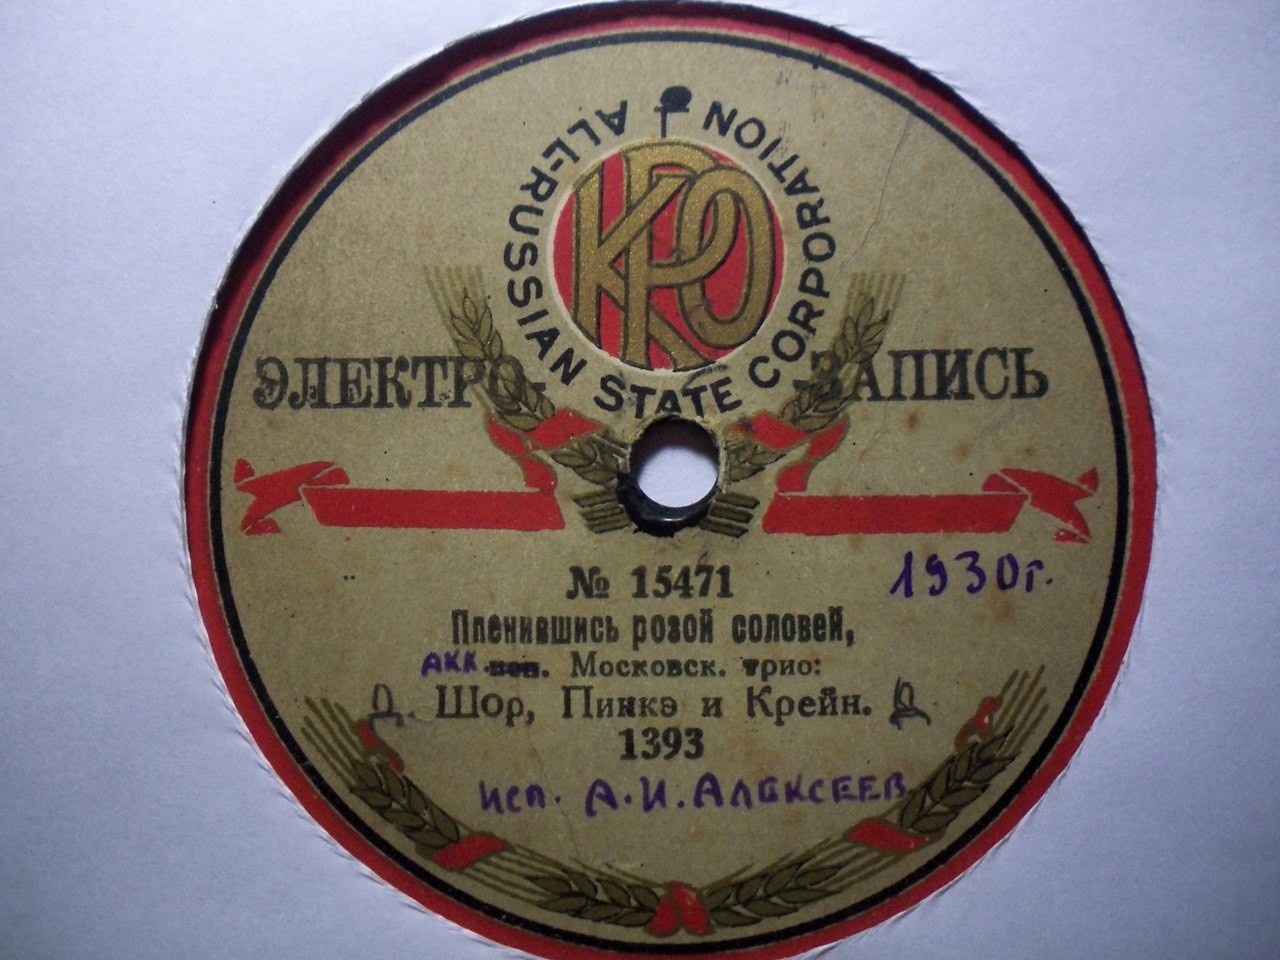 ALL-RUSSIAN STATE CORPORATION
КРО
ЭЛЕКТРО-
-ЗАПИСЬ
№ 15471
1930г.
Пленившись розой соловей,
АКК. Московск. трио:
Д. Шор, Пинкэ и Крейн.
1393
исп. А.И.АЛЕКСЕЕВ